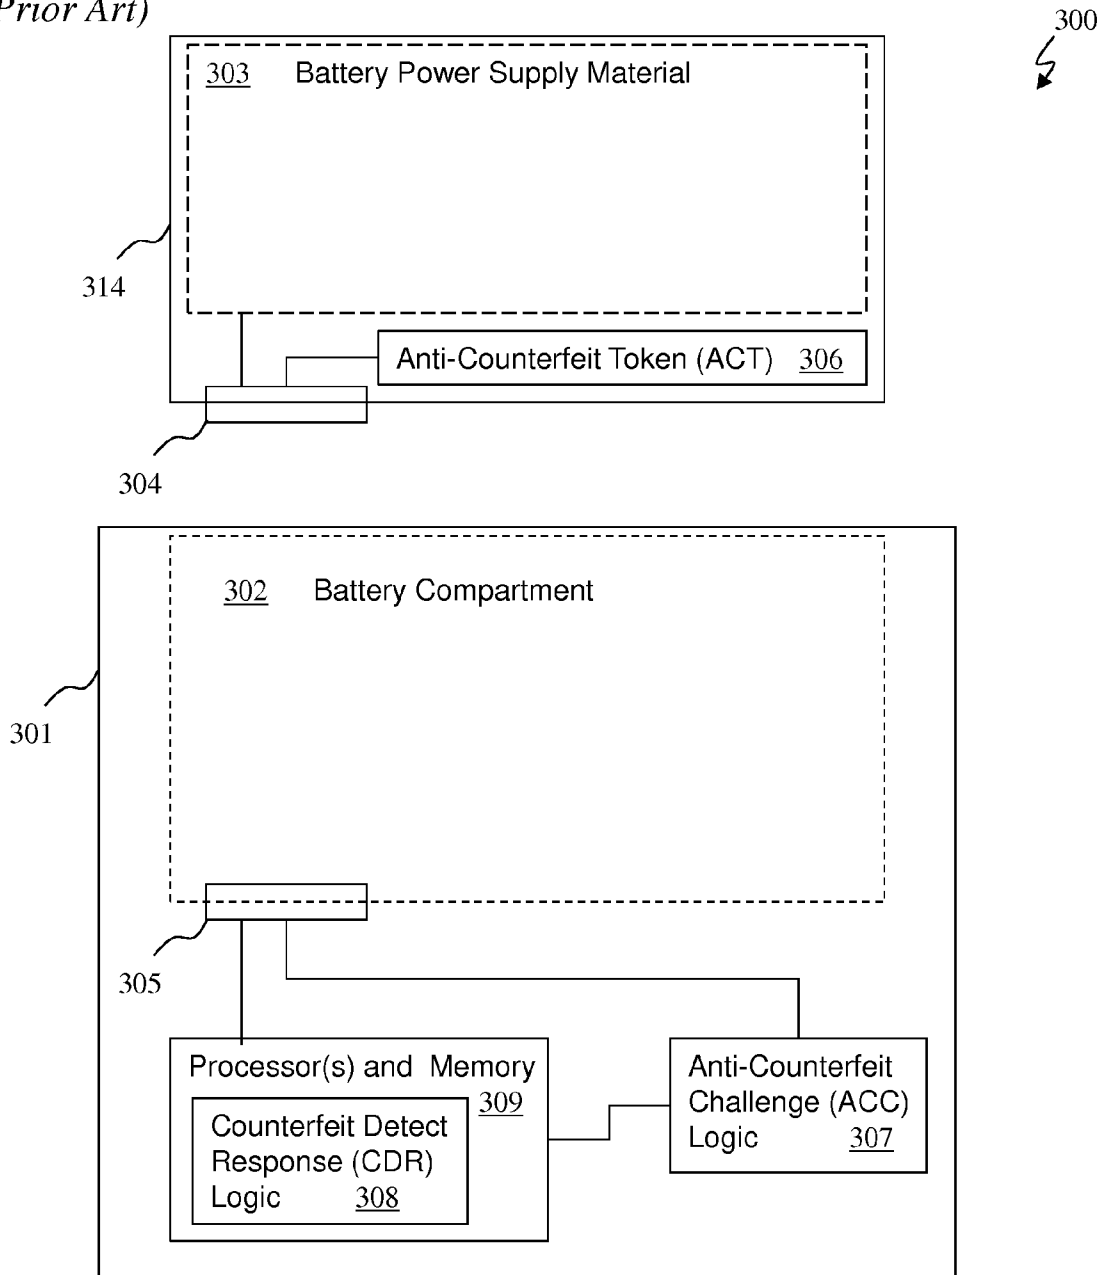 Prior Art)
300
303 Battery Power Supply Material
314
Anti-Counterfeit Token (ACT) 306
304
302 Battery Compartment
301
305
Processor(s) and Memory
309
Counterfeit Detect
Response (CDR)
Logic 308
Anti-Counterfeit
Challenge (ACC)
Logic 307